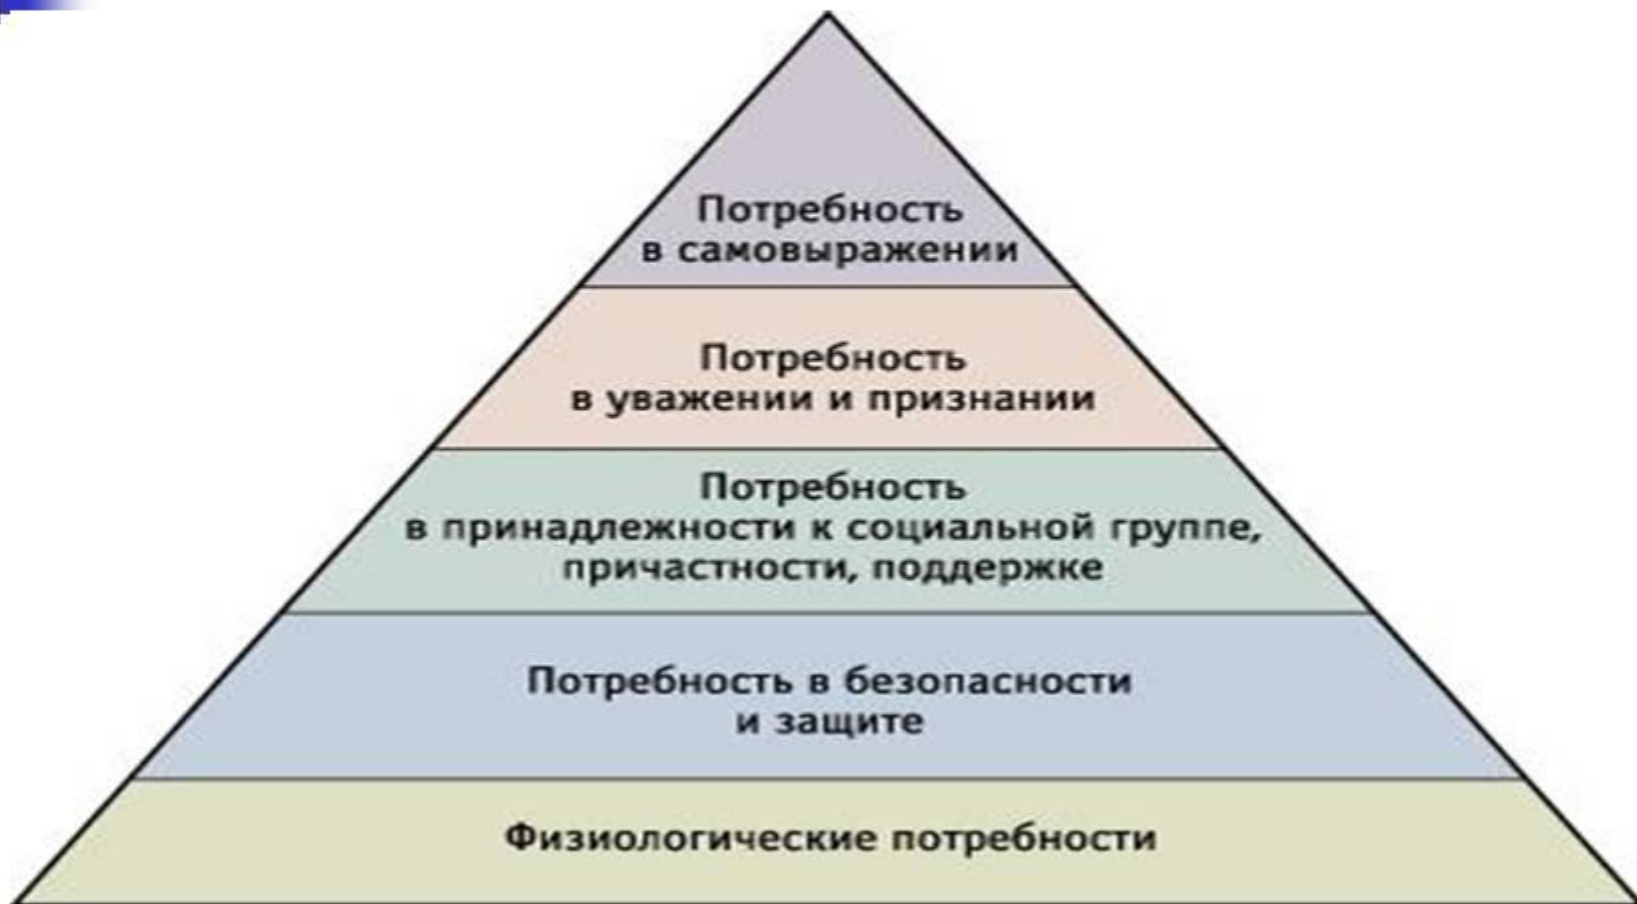 Потребность
в самовыражении
Потребность
в уважении и признании
Потребность
в принадлежности к социальной группе,
причастности, поддержке
Потребность в безопасности
и защите
Физиологические потребности